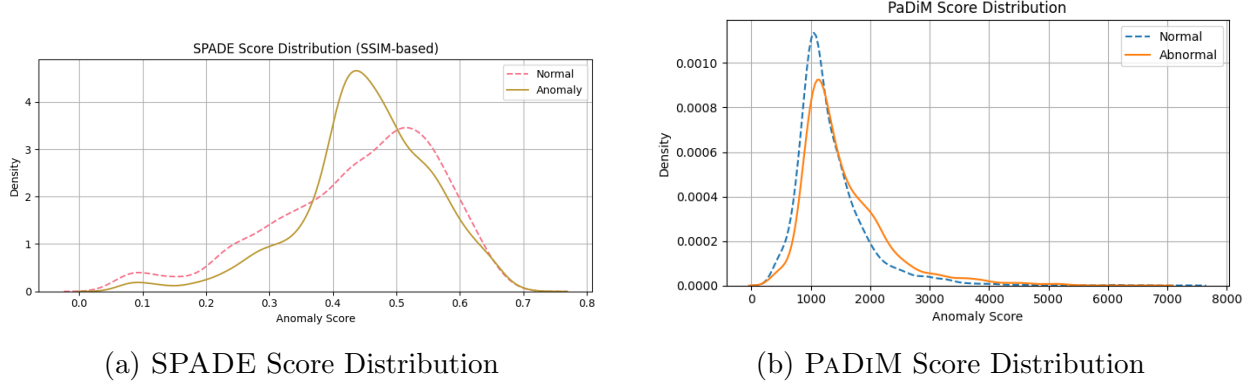 SPADE Score Distribution (SSIM-based)
Normal
Anomaly
Density
4
3
2
1
0
0.0 0.1 0.2 0.3 0.4 0.5 0.6 0.7 0.8
Anomaly Score
(a) SPADE Score Distribution
PaDiM Score Distribution
Normal
Abnormal
Density
0.0010
0.0008
0.0006
0.0004
0.0002
0.0000
0 1000 2000 3000 4000 5000 6000 7000 8000
Anomaly Score
(b) PADIM Score Distribution